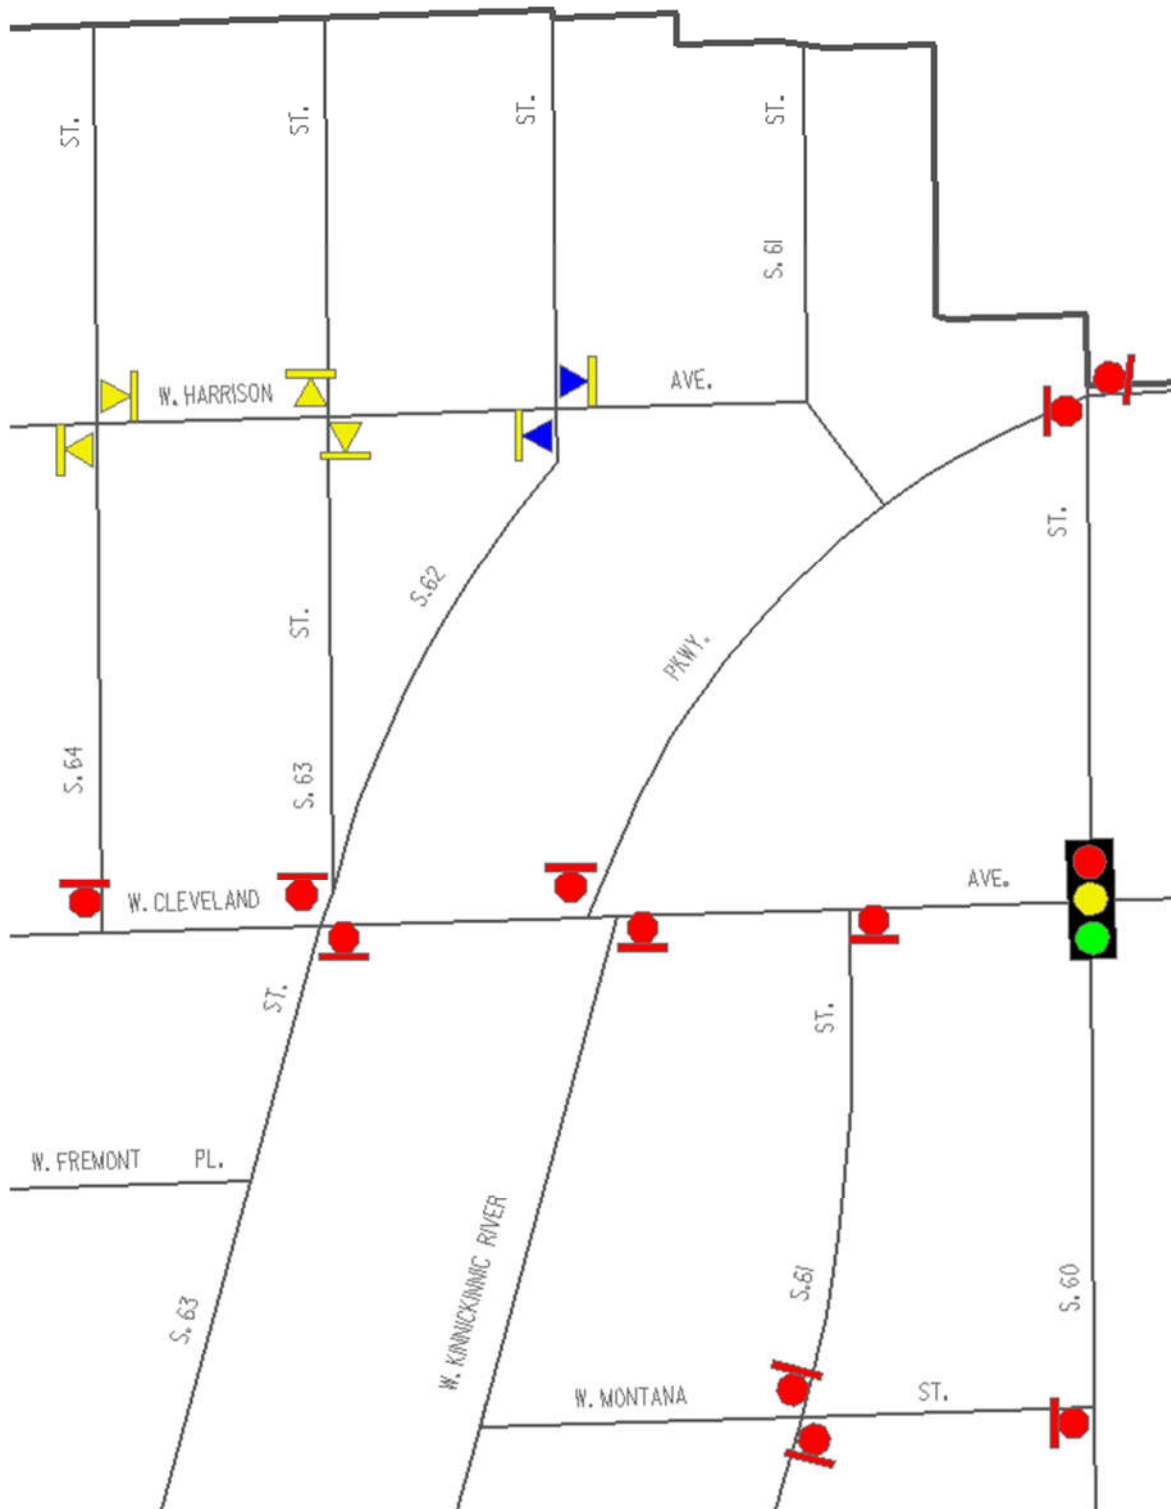 ST.
ST.
ST.
ST.
S. 61
W. HARRISON
AVE.
ST.
S.62
ST.
PKWY.
S. 64
S. 63
W. CLEVELAND
AVE.
ST.
ST.
W. FREMONT PL.
W. KINNICKINNIC RIVER
S.61
S. 60
S. 63
W. MONTANA
ST.